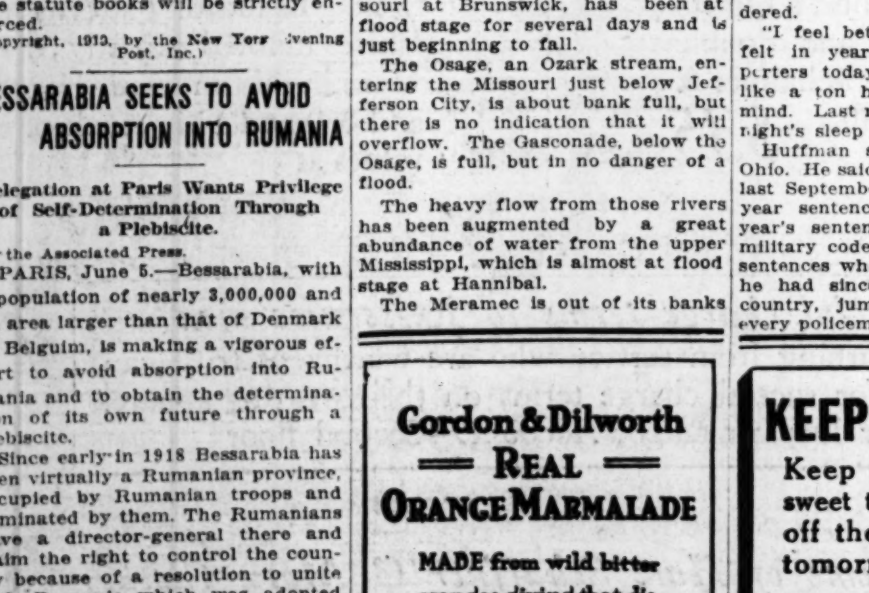 e statute books will be strictly en-
rced.
opyright, 1919, by the New York Evening
Post, Inc.)
ESSARABIA SEEKS TO AVOID
ABSORPTION INTO RUMANIA
elegation at Paris Wants Privilege
of Self-Determination Through
a Plebiscite.
the Associated Press.
PARIS, June 5.—Bessarabia, with
population of nearly 3,000,000 and
area larger than that of Denmark
Belguim, is making a vigorous ef-
rt to avoid absorption into Ru-
ania and to obtain the determina-
on of its own future through a
ebiscite.
Since early in 1918 Bessarabia has
en virtually a Rumanian province,
cupied by Rumanian troops and
minated by them. The Rumanians
ve a director-general there and
aim the right to control the coun-
y because of a resolution to unite
which was adopted
souri at Brunswick, has been at
flood stage for several days and is
just beginning to fall.
The Osage, an Ozark stream, en-
tering the Missouri just below Jef-
ferson City, is about bank full, but
there is no indication that it will
overflow. The Gasconade, below the
Osage, is full, but in no danger of a
flood.
The heavy flow from those rivers
has been augmented by a great
abundance of water from the upper
Mississippi, which is almost at flood
stage at Hannibal.
The Meramec is out of its banks
Gordon & Dilworth
REAL
ORANGE MARMALADE
MADE from wild bitter
dered.
"I feel bet
felt in year
porters today
like a ton h
mind. Last n
night's sleep
Huffman s
Ohio. He said
last Septemb
year sentenc
year's senten
military code
sentences wh
he had sinc
country, jum
every policem
KEEP
Keep
sweet t
off the
tomorr